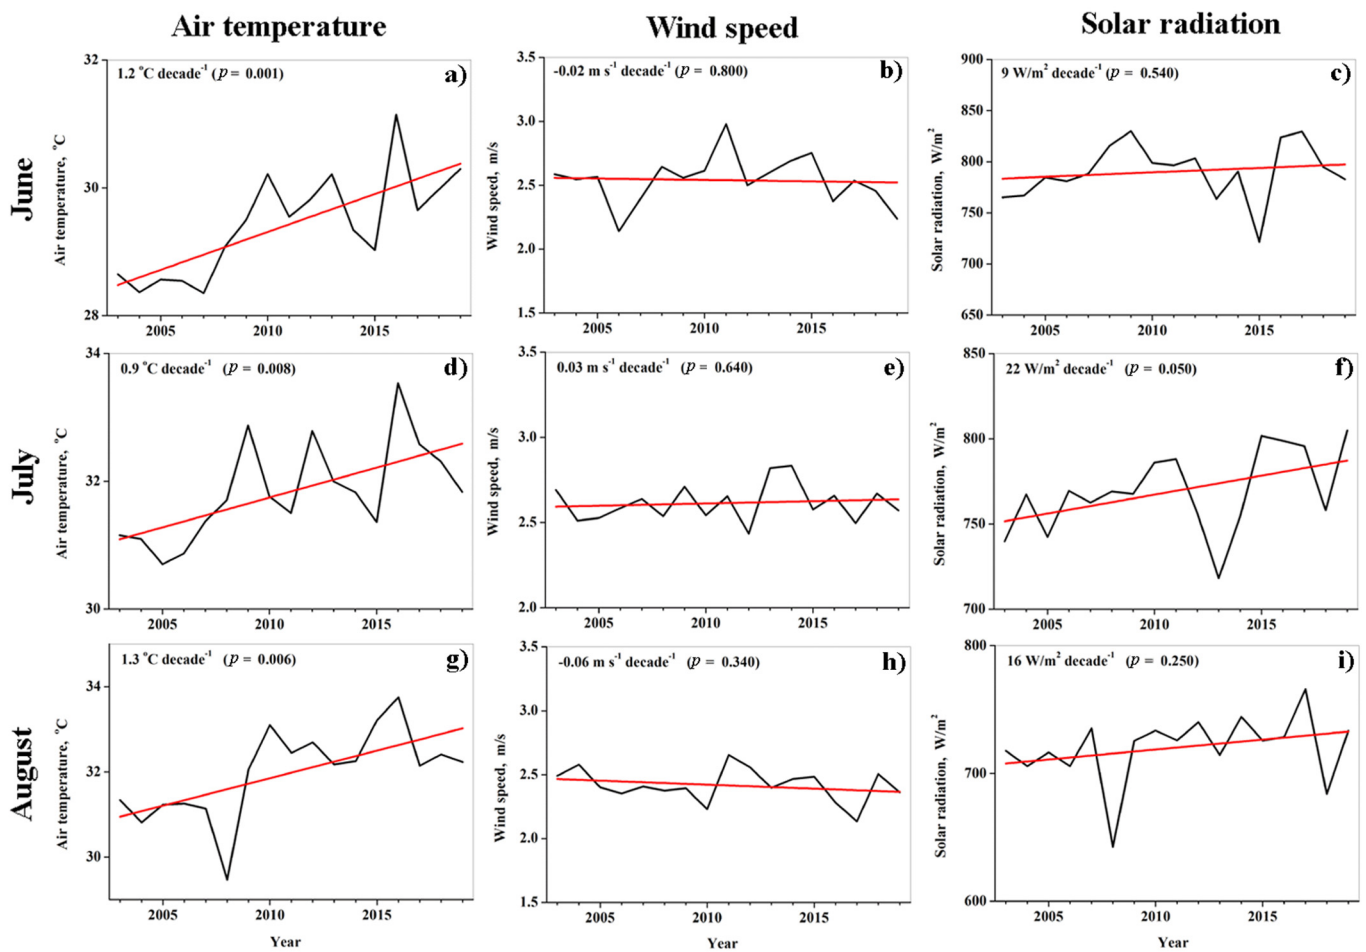 Air temperature
Wind speed
Solar radiation
June
1.2 °C decade⁻¹ (p = 0.001)
a)
Air temperature, °C
32
30
28
2005 2010 2015
-0.02 m s⁻¹ decade⁻¹ (p = 0.800)
b)
Wind speed, m/s
3.5
3.0
2.5
2.0
1.5
2005 2010 2015
9 W/m² decade⁻¹ (p = 0.540)
c)
Solar radiation, W/m²
900
850
800
750
700
650
2005 2010 2015
July
0.9 °C decade⁻¹ (p = 0.008)
d)
Air temperature, °C
34
32
30
2005 2010 2015
0.03 m s⁻¹ decade⁻¹ (p = 0.640)
e)
Wind speed, m/s
3.5
3.0
2.5
2.0
2005 2010 2015
22 W/m² decade⁻¹ (p = 0.050)
f)
Solar radiation, W/m²
850
800
750
700
2005 2010 2015
August
1.3 °C decade⁻¹ (p = 0.006)
g)
Air temperature, °C
34
32
30
2005 2010 2015
Year
-0.06 m s⁻¹ decade⁻¹ (p = 0.340)
h)
Wind speed, m/s
3.5
3.0
2.5
2.0
1.5
2005 2010 2015
Year
16 W/m² decade⁻¹ (p = 0.250)
i)
Solar radiation, W/m²
800
700
600
2005 2010 2015
Year